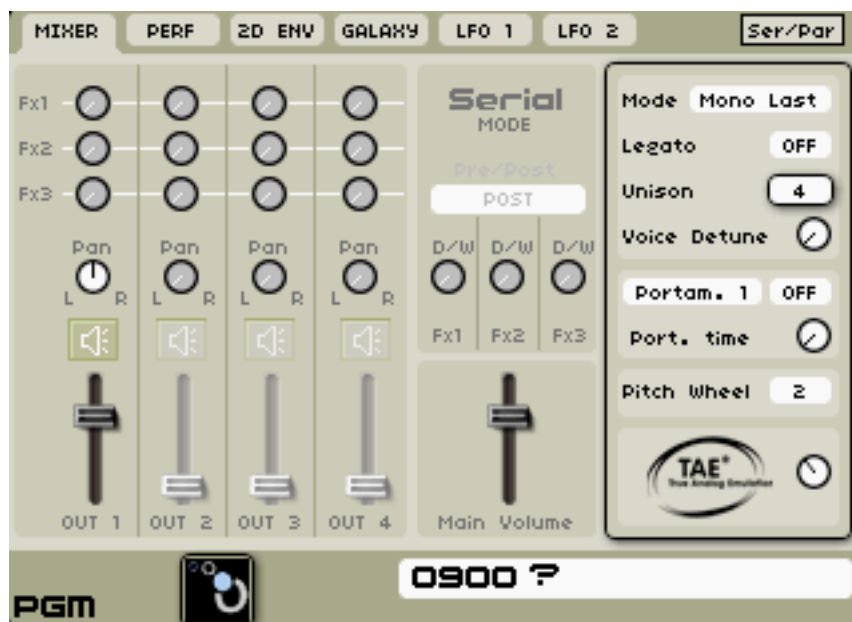 MIXER PERF 2D ENV GALAXY LFO 1 LFO 2 Ser/Par
Fx1
Fx2
Fx3
Pan Pan Pan Pan
L R L R L R L R
OUT 1 OUT 2 OUT 3 OUT 4
Serial
MODE
Pre/Post
POST
D/W D/W D/W
Fx1 Fx2 Fx3
Main Volume
Mode Mono Last
Legato OFF
Unison 4
Voice Detune
Portam. 1 OFF
Port. time
Pitch Wheel 2
TAE®
True Analog Emulation
PGM
0900 ?